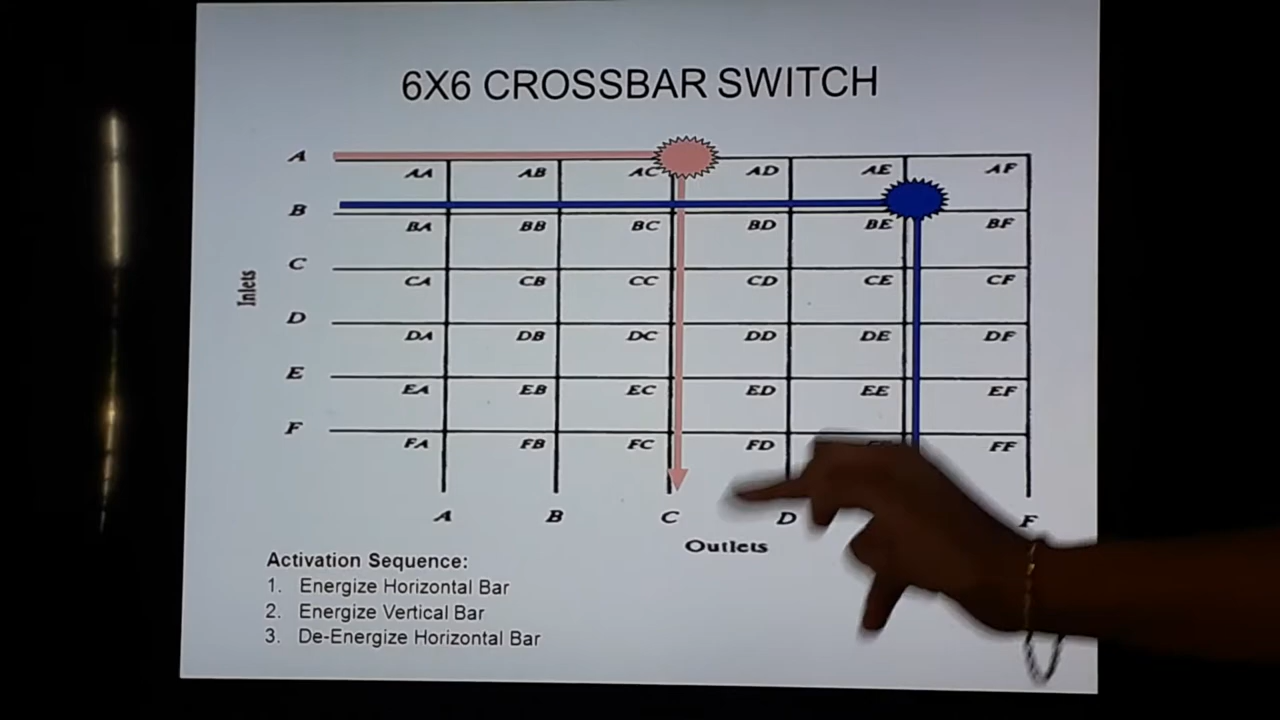 6X6 CROSSBAR SWITCH
A
AA AB AC AD AE AF
B
BA BB BC BD BE BF
C
CA CB CC CD CE CF
Inlets
D
DA DB DC DD DE DF
E
EA EB EC ED EE EF
F
FA FB FC FD FF
A B C D F
Outlets
Activation Sequence:
1. Energize Horizontal Bar
2. Energize Vertical Bar
3. De-Energize Horizontal Bar